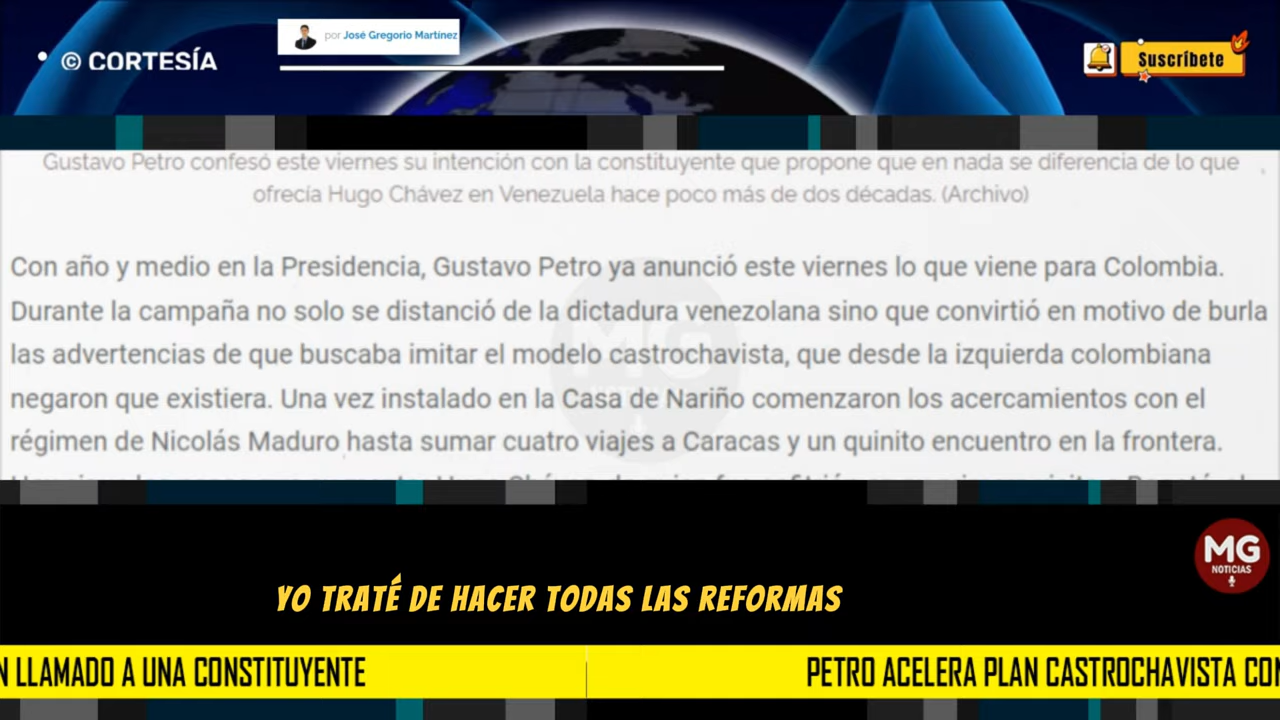 por José Gregorio Martínez
© CORTESÍA
Suscríbete
Gustavo Petro confesó este viernes su intención con la constituyente que propone que en nada se diferencia de lo que
ofrecía Hugo Chávez en Venezuela hace poco más de dos décadas. (Archivo)
Con año y medio en la Presidencia, Gustavo Petro ya anunció este viernes lo que viene para Colombia.
Durante la campaña no solo se distanció de la dictadura venezolana sino que convirtió en motivo de burla
las advertencias de que buscaba imitar el modelo castrochavista, que desde la izquierda colombiana
negaron que existiera. Una vez instalado en la Casa de Nariño comenzaron los acercamientos con el
régimen de Nicolás Maduro hasta sumar cuatro viajes a Caracas y un quinito encuentro en la frontera.
MG
NOTICIAS
YO TRATÉ DE HACER TODAS LAS REFORMAS
N LLAMADO A UNA CONSTITUYENTE
PETRO ACELERA PLAN CASTROCHAVISTA CON